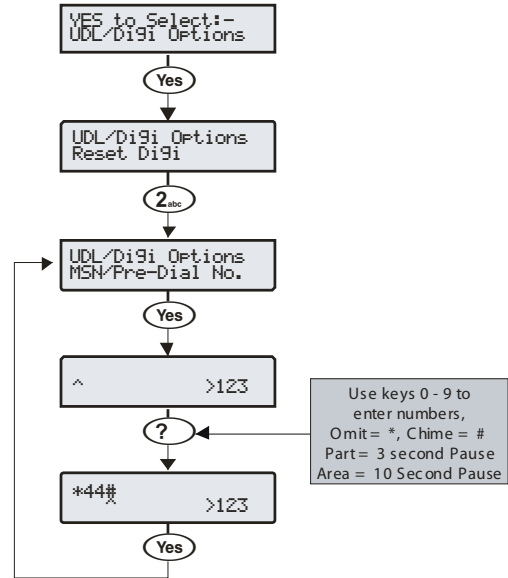 YES to Select:-
UDL/Digi Options
Yes
UDL/Digi Options
Reset Digi
2abc
UDL/Digi Options
MSN/Pre-Dial No.
Yes
^ >123
?
Use keys 0 - 9 to
enter numbers,
Omit = *, Chime = #
Part = 3 second Pause
Area = 10 Second Pause
*44#
^ >123
Yes